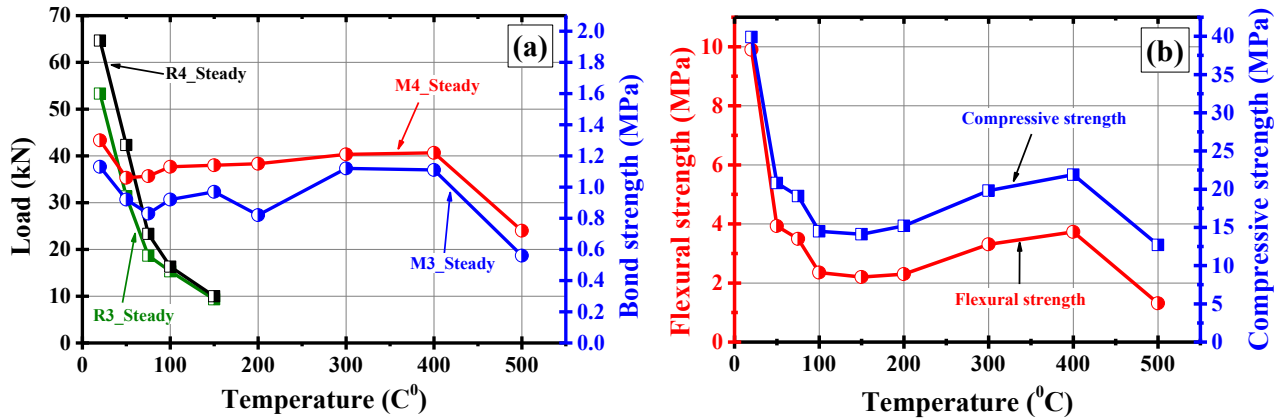 70
60
50
40
30
20
10
0
Load (kN)
2.0
1.8
1.6
1.4
1.2
1.0
0.8
0.6
0.4
0.2
0.0
Bond strength (MPa)
(a)
R4_Steady
M4_Steady
M3_Steady
R3_Steady
0 100 200 300 400 500
Temperature (C⁰)
10
8
6
4
2
0
Flexural strength (MPa)
40
35
30
25
20
15
10
5
0
Compressive strength (MPa)
(b)
Compressive strength
Flexural strength
0 100 200 300 400 500
Temperature (⁰C)